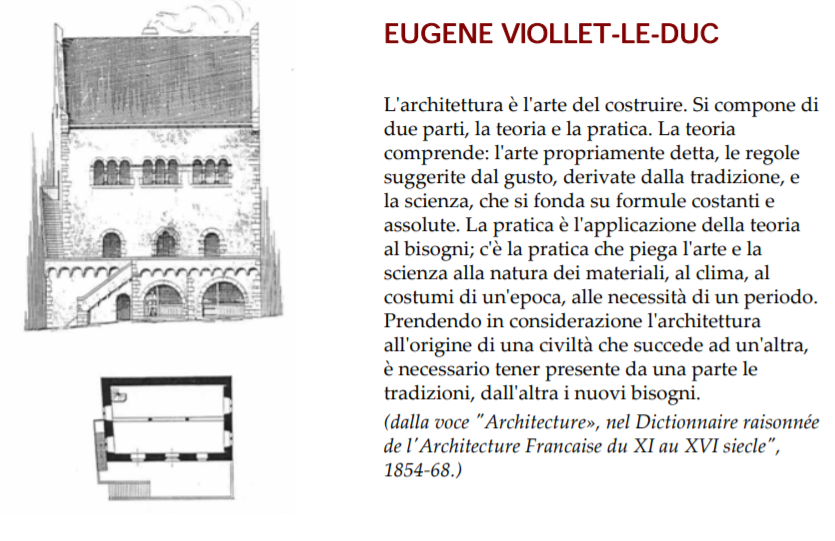 EUGENE VIOLLET-LE-DUC
L'architettura è l'arte del costruire. Si compone di
due parti, la teoria e la pratica. La teoria
comprende: l'arte propriamente detta, le regole
suggerite dal gusto, derivate dalla tradizione, e
la scienza, che si fonda su formule costanti e
assolute. La pratica è l'applicazione della teoria
al bisogni; c'è la pratica che piega l'arte e la
scienza alla natura dei materiali, al clima, al
costumi di un'epoca, alle necessità di un periodo.
Prendendo in considerazione l'architettura
all'origine di una civiltà che succede ad un'altra,
è necessario tener presente da una parte le
tradizioni, dall'altra i nuovi bisogni.
(dalla voce "Architecture», nel Dictionnaire raisonnée
de l'Architecture Francaise du XI au XVI siecle",
1854-68.)